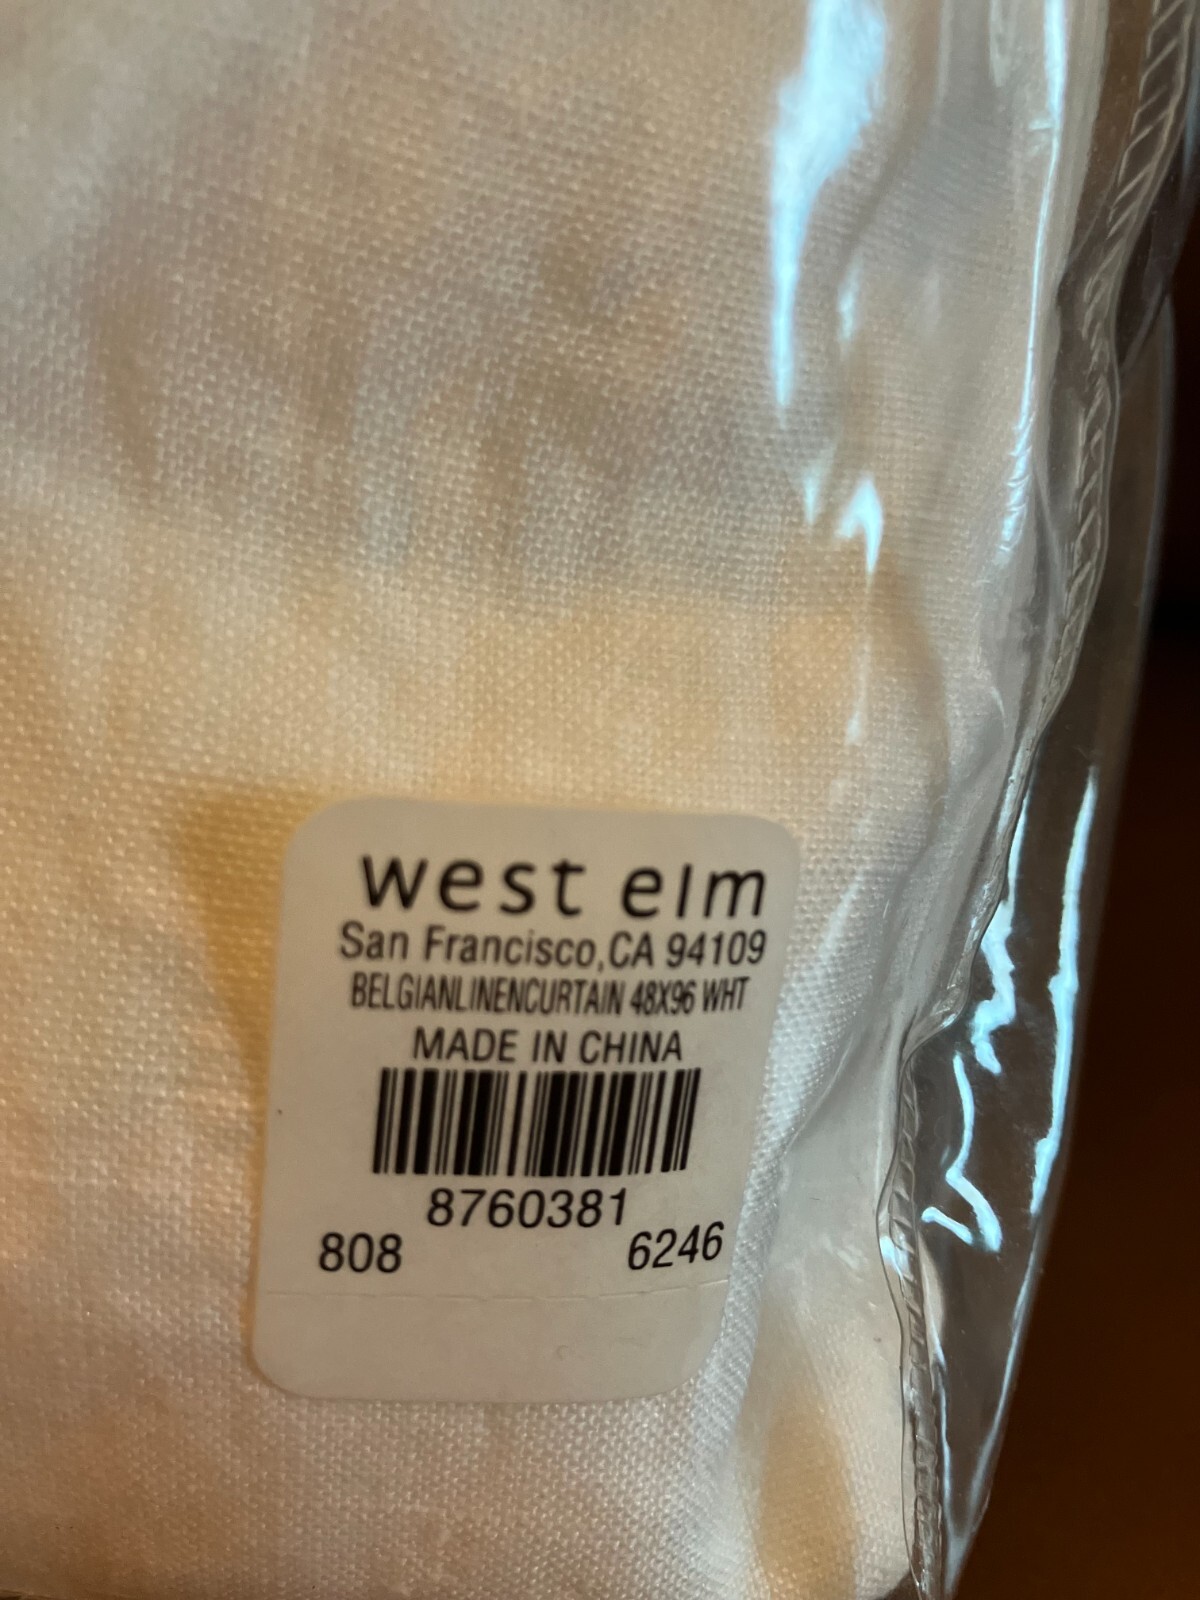 west elm
San Francisco,CA 94109
BELGIANLINENCURTAIN 48X96 WHT
MADE IN CHINA
8760381
808 6246